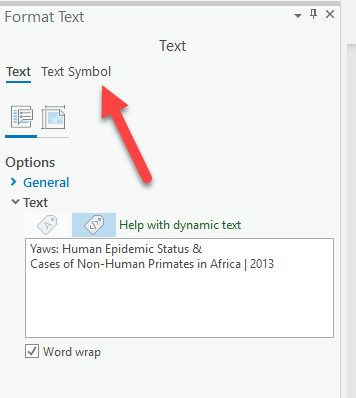 Format Text
Text
Text Symbol
Text
Options
General
Text
Help with dynamic text
Yaws: Human Epidemic Status &
Cases of Non-Human Primates in Africa | 2013
Word wrap